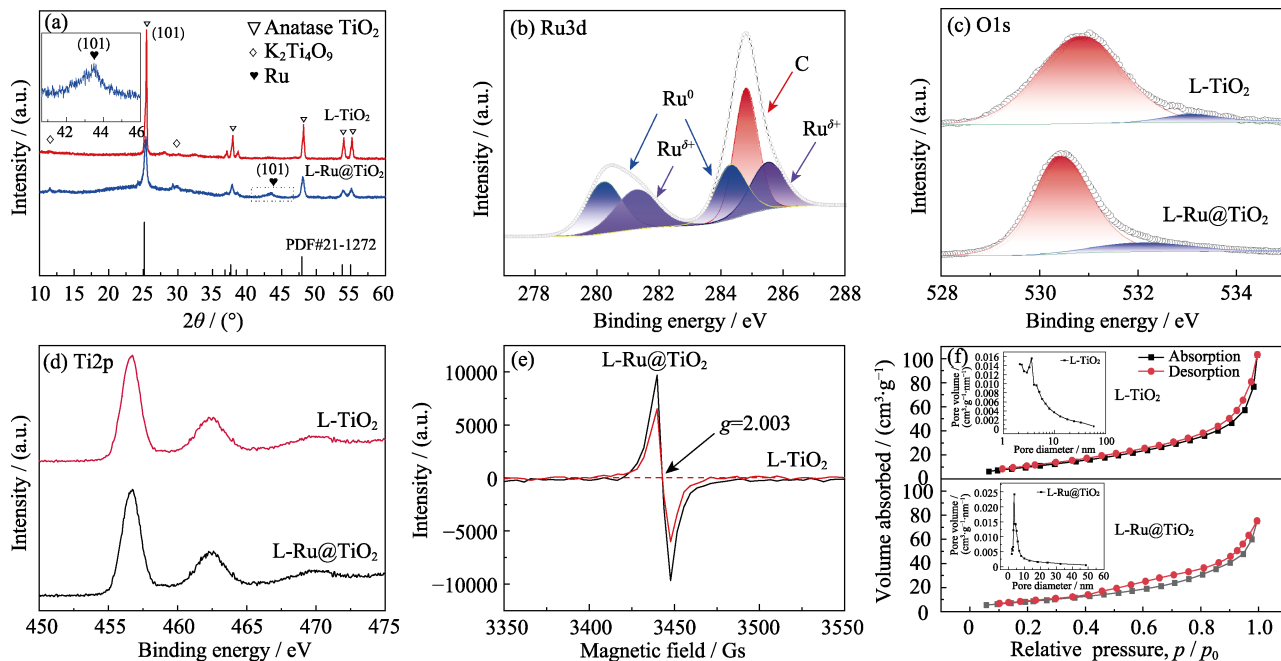 (a)
(101)
▽ Anatase TiO₂
◇ K₂Ti₄O₉
♥ Ru
(101)
42 44 46
L-TiO₂
(101)
L-Ru@TiO₂
PDF#21-1272
10 15 20 25 30 35 40 45 50 55 60
2θ / (°)
Intensity / (a.u.)
(b) Ru3d
C
Ru⁰
Ru^δ+
Ru^δ+
278 280 282 284 286 288
Binding energy / eV
Intensity / (a.u.)
(c) O1s
L-TiO₂
L-Ru@TiO₂
528 530 532 534
Binding energy / eV
Intensity / (a.u.)
(d) Ti2p
L-TiO₂
L-Ru@TiO₂
450 455 460 465 470 475
Binding energy / eV
Intensity / (a.u.)
(e)
L-Ru@TiO₂
g=2.003
L-TiO₂
10000
5000
0
−5000
−10000
3350 3400 3450 3500 3550
Magnetic field / Gs
Intensity / (a.u.)
(f)
Absorption
Desorption
L-TiO₂
100
80
60
40
20
0
L-TiO₂
0.016
0.014
0.012
0.010
0.008
0.006
0.004
0.002
0
1 10 100
Pore diameter / nm
Pore volume /
(cm³·g⁻¹·nm⁻¹)
L-Ru@TiO₂
100
80
60
40
20
0
L-Ru@TiO₂
0.025
0.020
0.015
0.010
0.005
0
0 10 20 30 40 50 60
Pore diameter / nm
Pore volume /
(cm³·g⁻¹·nm⁻¹)
0 0.2 0.4 0.6 0.8 1.0
Relative pressure, p / p₀
Volume absorbed / (cm³·g⁻¹)